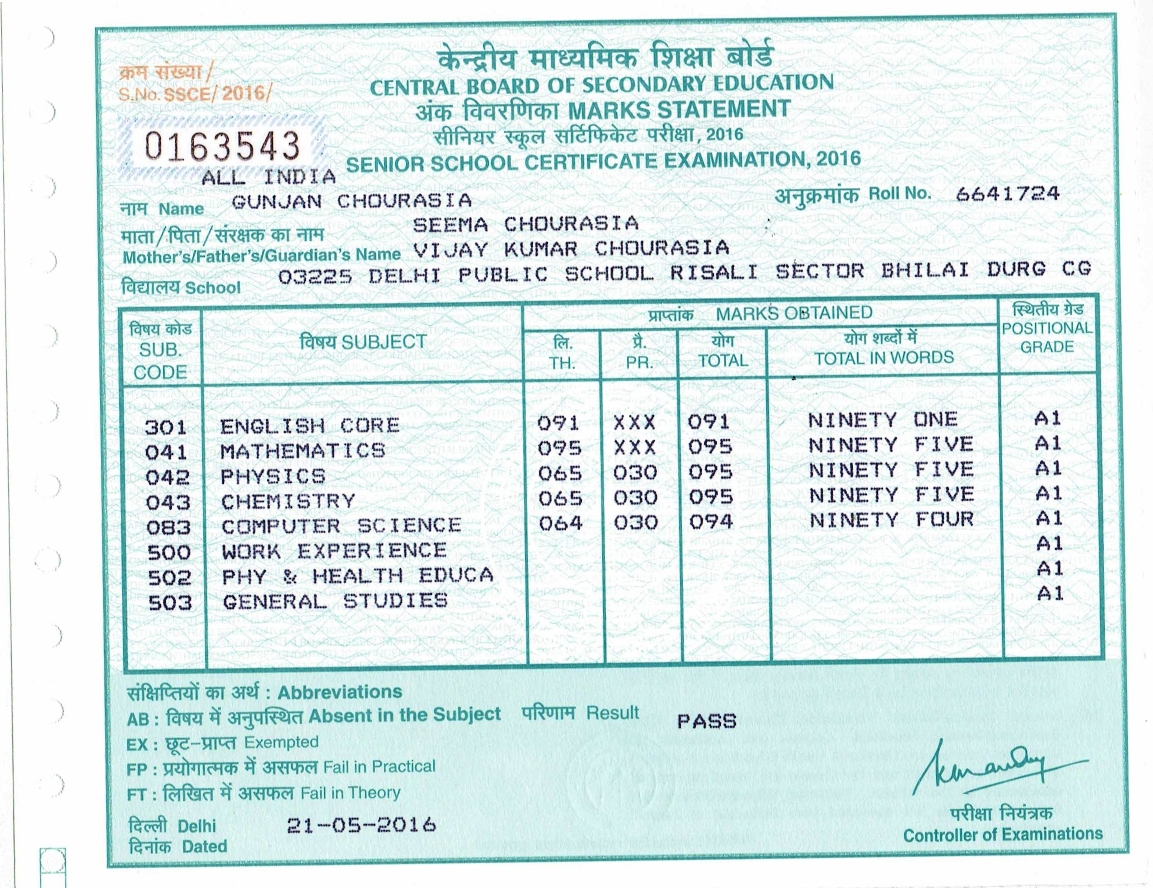 केन्द्रीय माध्यमिक शिक्षा बोर्ड
CENTRAL BOARD OF SECONDARY EDUCATION
अंक विवरणिका MARKS STATEMENT
सीनियर स्कूल सर्टिफिकेट परीक्षा, 2016
SENIOR SCHOOL CERTIFICATE EXAMINATION, 2016
क्रम संख्या/
S.No. SSCE/ 2016/
0163543
ALL INDIA
नाम Name GUNJAN CHOURASIA अनुक्रमांक Roll No. 6641724
SEEMA CHOURASIA
माता/पिता/संरक्षक का नाम
Mother's/Father's/Guardian's Name VIJAY KUMAR CHOURASIA
विद्यालय School 03225 DELHI PUBLIC SCHOOL RISALI SECTOR BHILAI DURG CG
विषय कोड SUB. CODE विषय SUBJECT प्राप्तांक MARKS OBTAINED स्थितीय ग्रेड POSITIONAL GRADE
लि. TH. प्रै. PR. योग TOTAL योग शब्दों में TOTAL IN WORDS
301 ENGLISH CORE 091 XXX 091 NINETY ONE A1
041 MATHEMATICS 095 XXX 095 NINETY FIVE A1
042 PHYSICS 065 030 095 NINETY FIVE A1
043 CHEMISTRY 065 030 095 NINETY FIVE A1
083 COMPUTER SCIENCE 064 030 094 NINETY FOUR A1
500 WORK EXPERIENCE A1
502 PHY & HEALTH EDUCA A1
503 GENERAL STUDIES A1
संक्षिप्तियों का अर्थ : Abbreviations
AB : विषय में अनुपस्थित Absent in the Subject परिणाम Result PASS
EX : छूट-प्राप्त Exempted
FP : प्रयोगात्मक में असफल Fail in Practical
FT : लिखित में असफल Fail in Theory
दिल्ली Delhi
दिनांक Dated 21-05-2016
परीक्षा नियंत्रक
Controller of Examinations